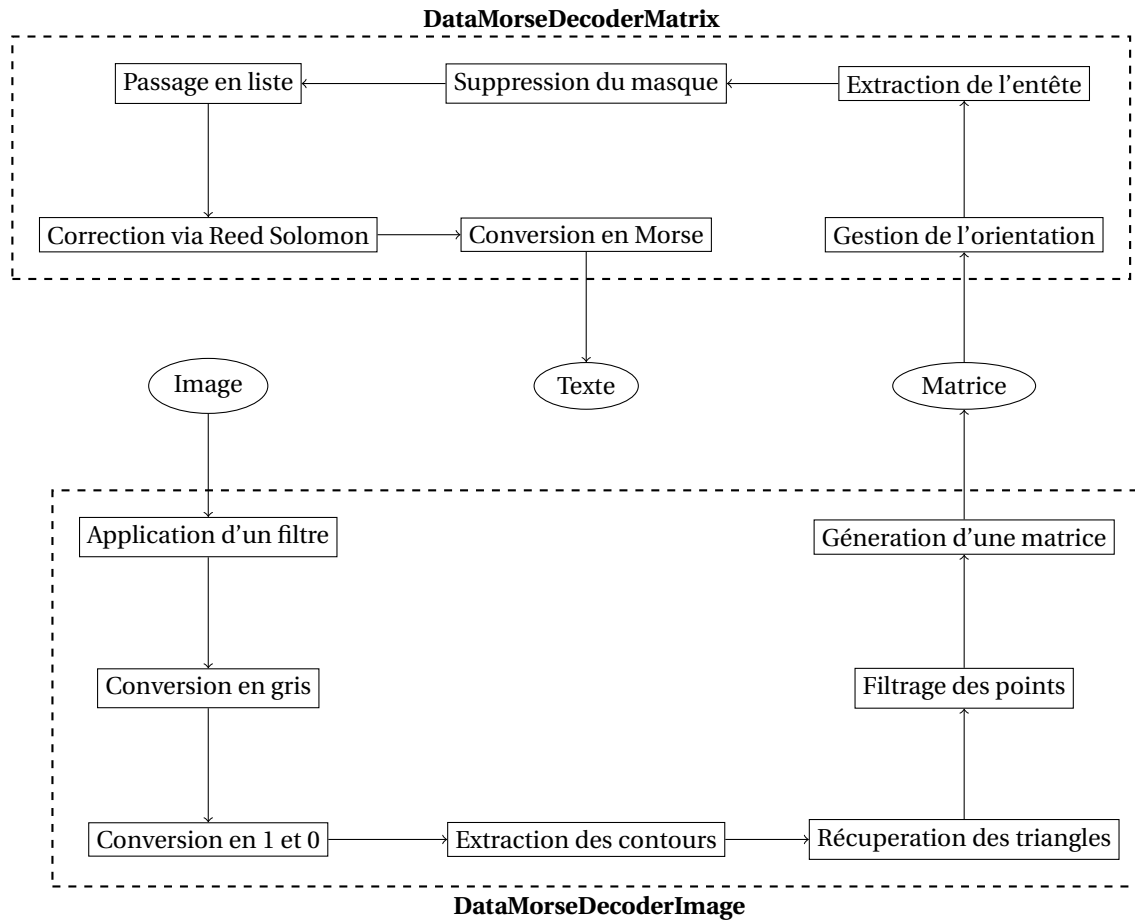 DataMorseDecoderMatrix
Passage en liste
Suppression du masque
Extraction de l'entête
Correction via Reed Solomon
Conversion en Morse
Gestion de l'orientation
Image
Texte
Matrice
Application d'un filtre
Géneration d'une matrice
Conversion en gris
Filtrage des points
Conversion en 1 et 0
Extraction des contours
Récuperation des triangles
DataMorseDecoderImage